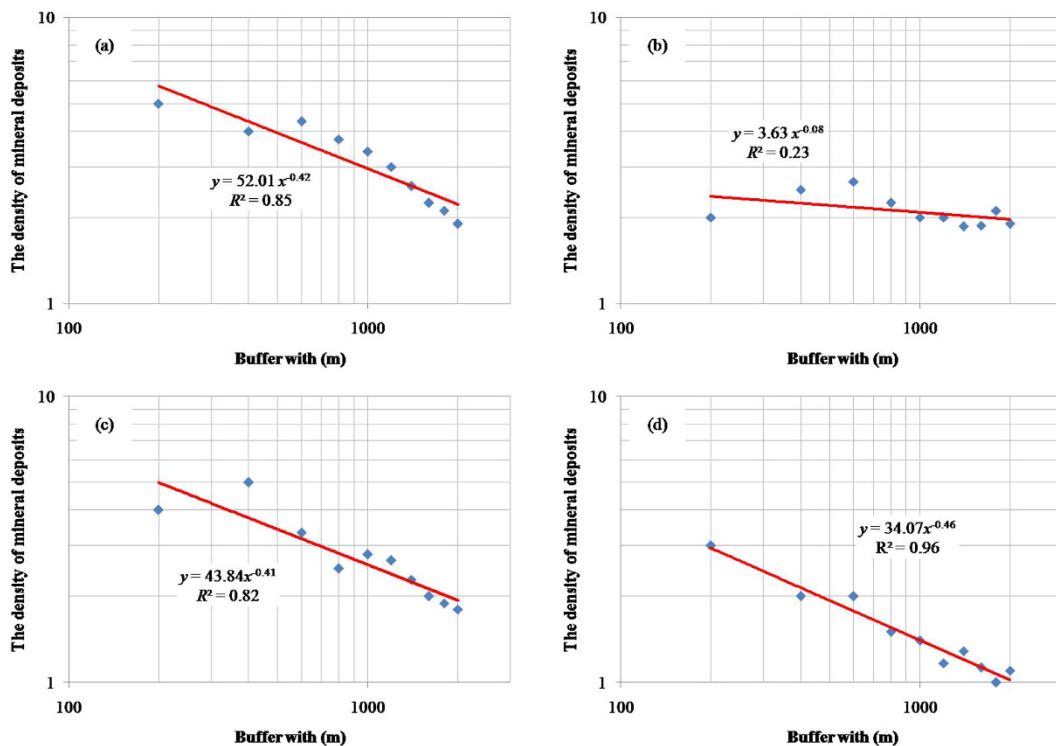 10
(a)
The density of mineral deposits
y = 52.01 x^-0.42
R² = 0.85
1
100
1000
Buffer with (m)
10
(b)
The density of mineral deposits
y = 3.63 x^-0.08
R² = 0.23
1
100
1000
Buffer with (m)
10
(c)
The density of mineral deposits
y = 43.84x^-0.41
R² = 0.82
1
100
1000
Buffer with (m)
10
(d)
The density of mineral deposits
y = 34.07x^-0.46
R² = 0.96
1
100
1000
Buffer with (m)